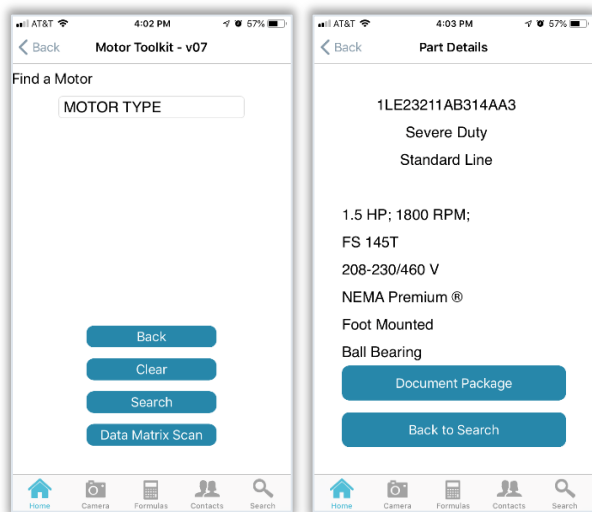 AT&T 4:02 PM 57%
Back Motor Toolkit - v07
Find a Motor
MOTOR TYPE
Back
Clear
Search
Data Matrix Scan
Home Camera Formulas Contacts Search
AT&T 4:03 PM 57%
Back Part Details
1LE23211AB314AA3
Severe Duty
Standard Line
1.5 HP; 1800 RPM;
FS 145T
208-230/460 V
NEMA Premium ®
Foot Mounted
Ball Bearing
Document Package
Back to Search
Home Camera Formulas Contacts Search